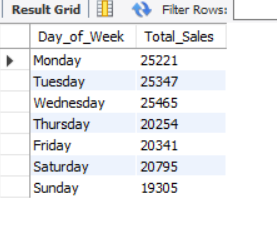 Result Grid Filter Rows:
Day_of_Week Total_Sales
Monday 25221
Tuesday 25347
Wednesday 25465
Thursday 20254
Friday 20341
Saturday 20795
Sunday 19305